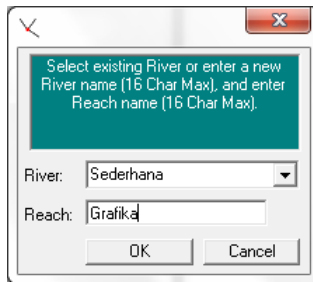 Select existing River or enter a new
River name (16 Char Max), and enter
Reach name (16 Char Max).
River: Sederhana
Reach: Grafika
OK Cancel